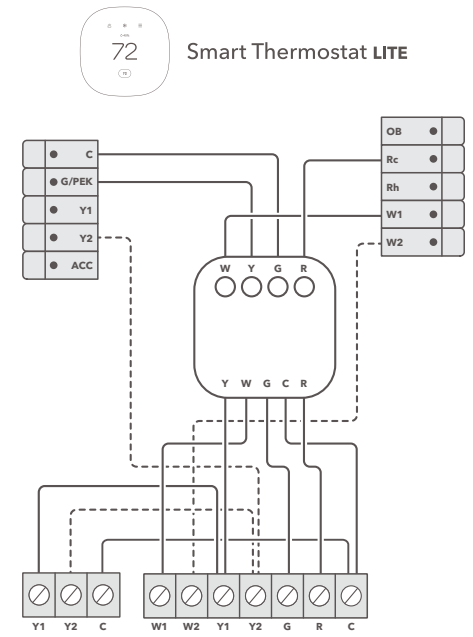 72
Smart Thermostat LITE
C
G/PEK
Y1
Y2
ACC
OB
Rc
Rh
W1
W2
W Y G R
Y W G C R
Y1 Y2 C
W1 W2 Y1 Y2 G R C